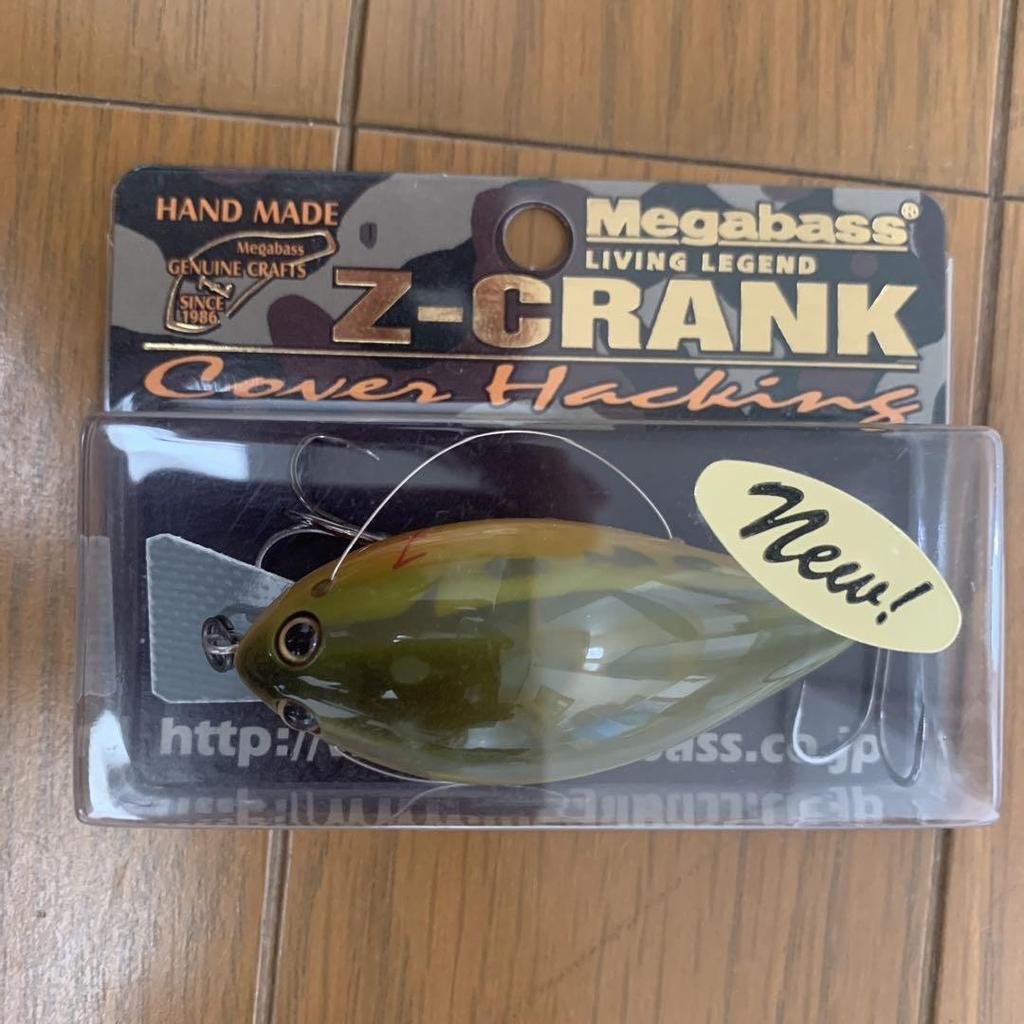 HAND MADE
Megabass
GENUINE CRAFTS
SINCE
1986
Megabass®
LIVING LEGEND
Z-CRANK
Cover Hacking
New!
http:// bass.co.jp